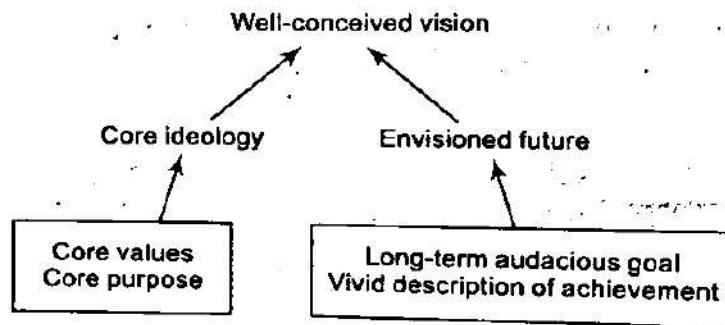 Well-conceived vision
Core ideology
Envisioned future
Core values
Core purpose
Long-term audacious goal
Vivid description of achievement